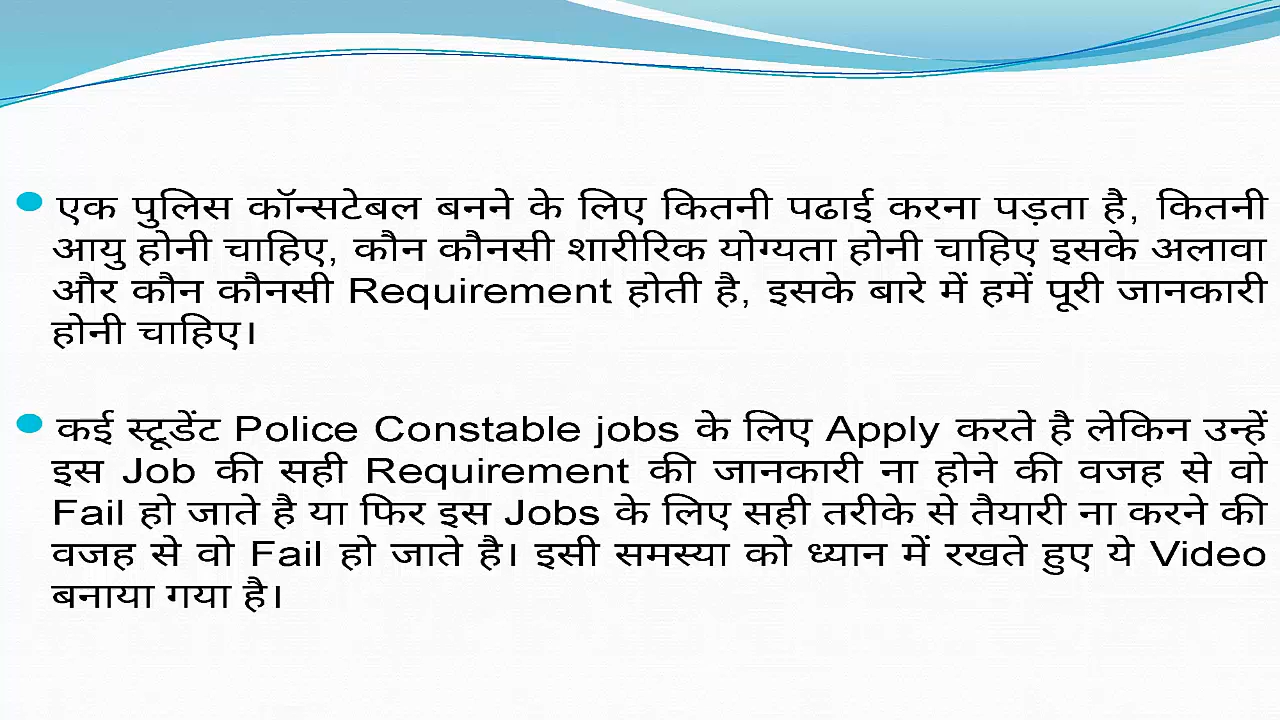 एक पुलिस कॉन्सटेबल बनने के लिए कितनी पढाई करना पड़ता है, कितनी
आयु होनी चाहिए, कौन कौनसी शारीरिक योग्यता होनी चाहिए इसके अलावा
और कौन कौनसी Requirement होती है, इसके बारे में हमें पूरी जानकारी
होनी चाहिए।
कई स्टूडेंट Police Constable jobs के लिए Apply करते है लेकिन उन्हें
इस Job की सही Requirement की जानकारी ना होने की वजह से वो
Fail हो जाते है या फिर इस Jobs के लिए सही तरीके से तैयारी ना करने की
वजह से वो Fail हो जाते है। इसी समस्या को ध्यान में रखते हुए ये Video
बनाया गया है।